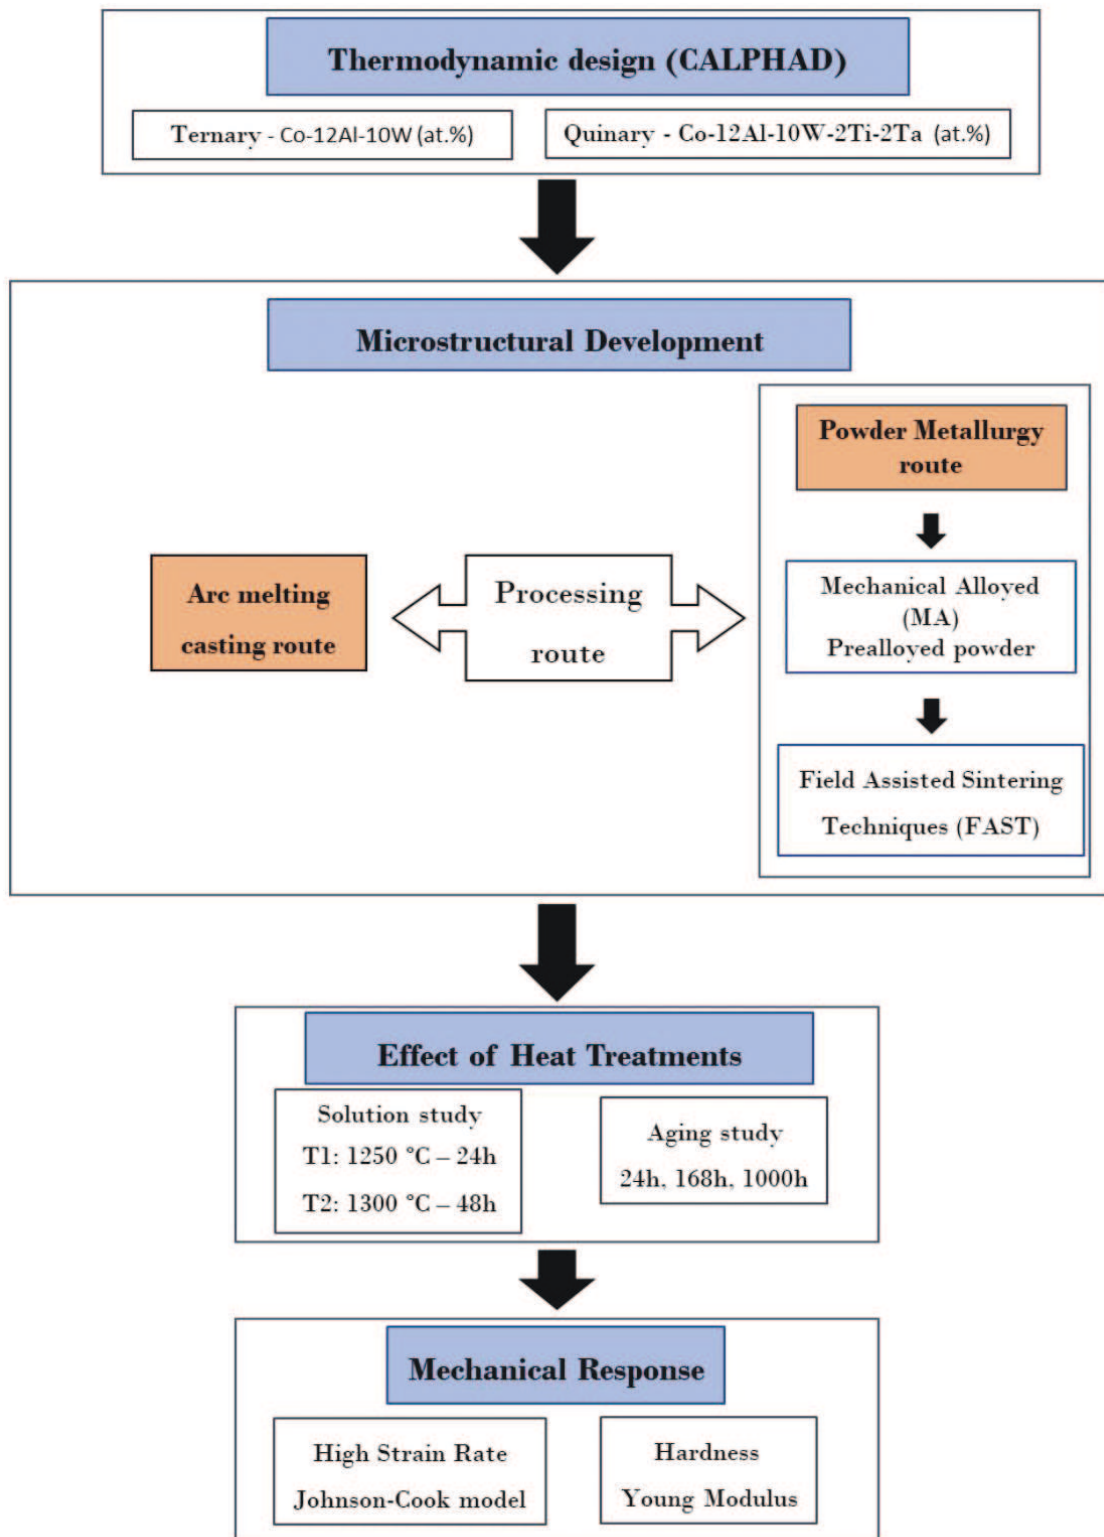 Thermodynamic design (CALPHAD)
Ternary - Co-12Al-10W (at.%)
Quinary - Co-12Al-10W-2Ti-2Ta (at.%)
Microstructural Development
Arc melting
casting route
Processing
route
Powder Metallurgy
route
Mechanical Alloyed
(MA)
Prealloyed powder
Field Assisted Sintering
Techniques (FAST)
Effect of Heat Treatments
Solution study
T1: 1250 °C – 24h
T2: 1300 °C – 48h
Aging study
24h, 168h, 1000h
Mechanical Response
High Strain Rate
Johnson-Cook model
Hardness
Young Modulus